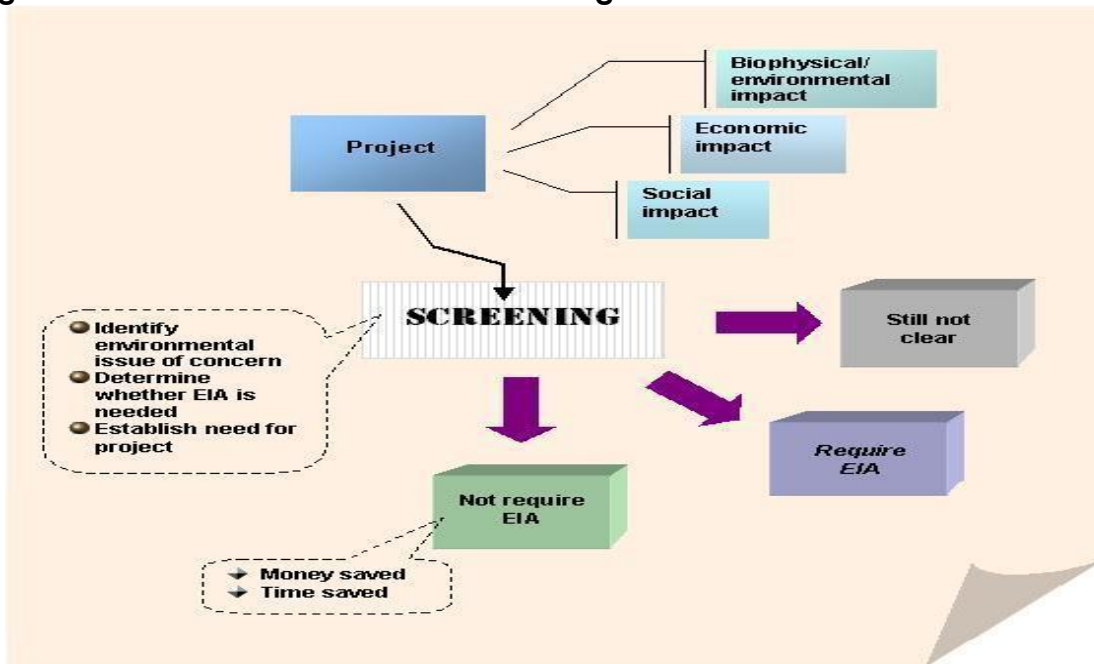 Biophysical/
environmental
impact
Project
Economic
impact
Social
impact
SCREENING
Identify
environmental
issue of concern
Determine
whether EIA is
needed
Establish need for
project
Still not
clear
Require
EIA
Not require
EIA
Money saved
Time saved